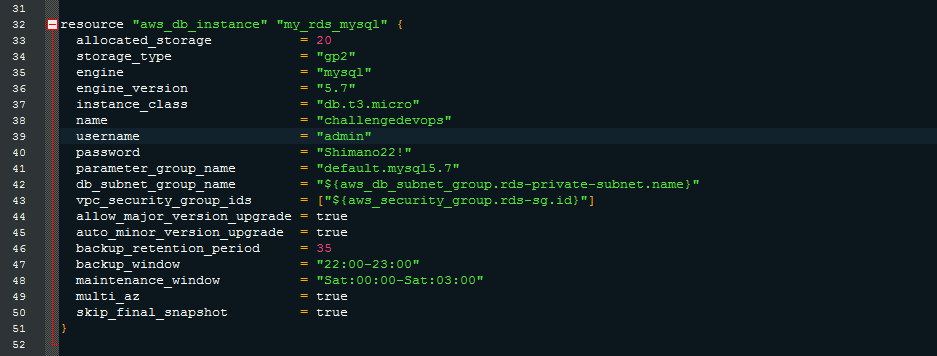 31
32 resource "aws_db_instance" "my_rds_mysql" {
33 allocated_storage = 20
34 storage_type = "gp2"
35 engine = "mysql"
36 engine_version = "5.7"
37 instance_class = "db.t3.micro"
38 name = "challengedevops"
39 username = "admin"
40 password = "Shimano22!"
41 parameter_group_name = "default.mysql5.7"
42 db_subnet_group_name = "${aws_db_subnet_group.rds-private-subnet.name}"
43 vpc_security_group_ids = ["${aws_security_group.rds-sg.id}"]
44 allow_major_version_upgrade = true
45 auto_minor_version_upgrade = true
46 backup_retention_period = 35
47 backup_window = "22:00-23:00"
48 maintenance_window = "Sat:00:00-Sat:03:00"
49 multi_az = true
50 skip_final_snapshot = true
51 }
52